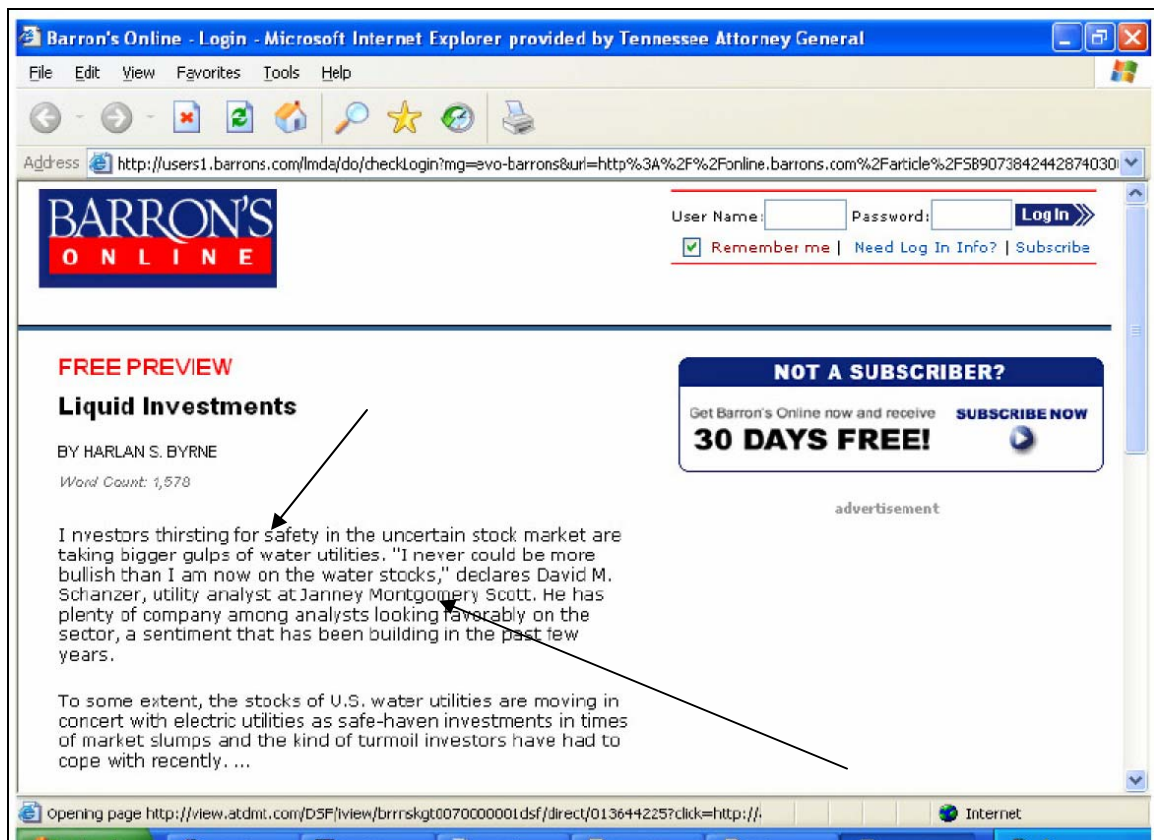 Barron's Online - Login - Microsoft Internet Explorer provided by Tennessee Attorney General
File Edit View Favorites Tools Help
Address http://users1.barrons.com/lmda/do/checkLogin?mg=evo-barrons&url=http%3A%2F%2Fonline.barrons.com%2Farticle%2FSB9073842442874030
BARRON'S
ONLINE
User Name: Password: Log In
Remember me | Need Log In Info? | Subscribe
FREE PREVIEW
Liquid Investments
BY HARLAN S. BYRNE
Word Count: 1,578
NOT A SUBSCRIBER?
Get Barron's Online now and receive
30 DAYS FREE!
SUBSCRIBE NOW
advertisement
I nvestors thirsting for safety in the uncertain stock market are
taking bigger gulps of water utilities. "I never could be more
bullish than I am now on the water stocks," declares David M.
Schanzer, utility analyst at Janney Montgomery Scott. He has
plenty of company among analysts looking favorably on the
sector, a sentiment that has been building in the past few
years.
To some extent, the stocks of U.S. water utilities are moving in
concert with electric utilities as safe-haven investments in times
of market slumps and the kind of turmoil investors have had to
cope with recently. ...
Opening page http://view.atdmt.com/DSF/iview/brrnskgt0070000001dsf/direct/013644225?click=http://. Internet